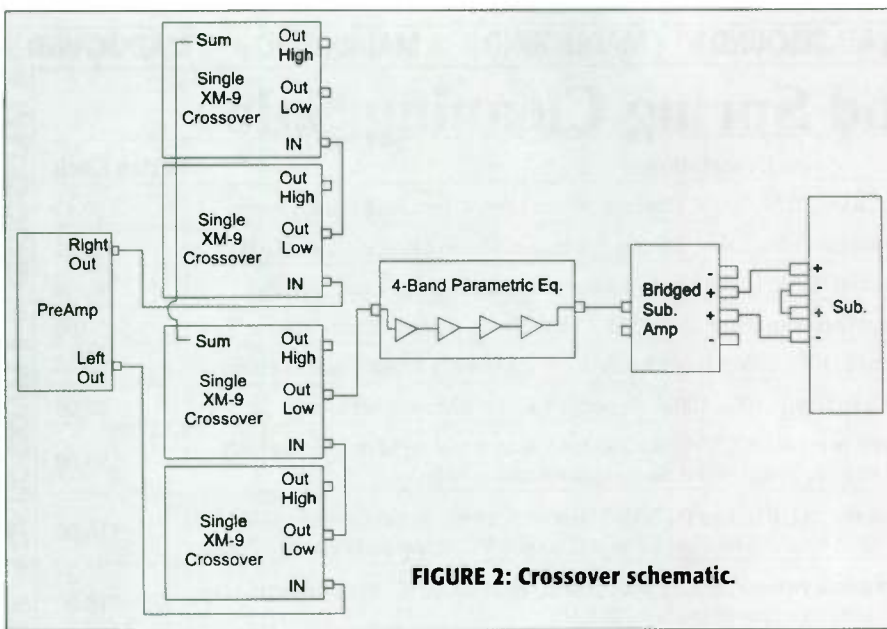 Sum
Out
High
Single
XM-9
Crossover
Out
Low
IN
Out
High
Single
XM-9
Crossover
Out
Low
IN
Right
Out
PreAmp
Left
Out
Sum
Out
High
Single
XM-9
Crossover
Out
Low
IN
Out
High
Single
XM-9
Crossover
Out
Low
IN
4-Band Parametric Eq.
Bridged
Sub.
Amp
-
+
+
-
+
-
+
-
Sub.
FIGURE 2: Crossover schematic.